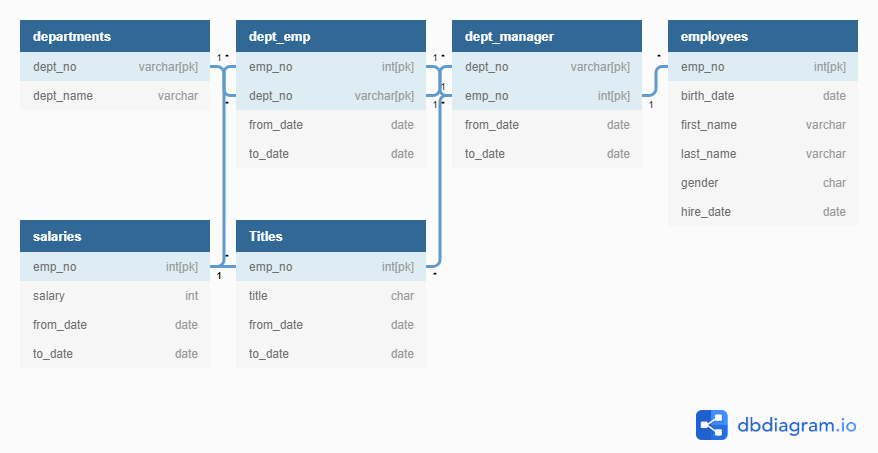 departments
dept_no varchar[pk]
dept_name varchar
dept_emp
emp_no int[pk]
dept_no varchar[pk]
from_date date
to_date date
dept_manager
dept_no varchar[pk]
emp_no int[pk]
from_date date
to_date date
employees
emp_no int[pk]
birth_date date
first_name varchar
last_name varchar
gender char
hire_date date
salaries
emp_no int[pk]
salary int
from_date date
to_date date
Titles
emp_no int[pk]
title char
from_date date
to_date date
1 *
*
1 *
1
1 *
*
1
*
1
*
dbdiagram.io